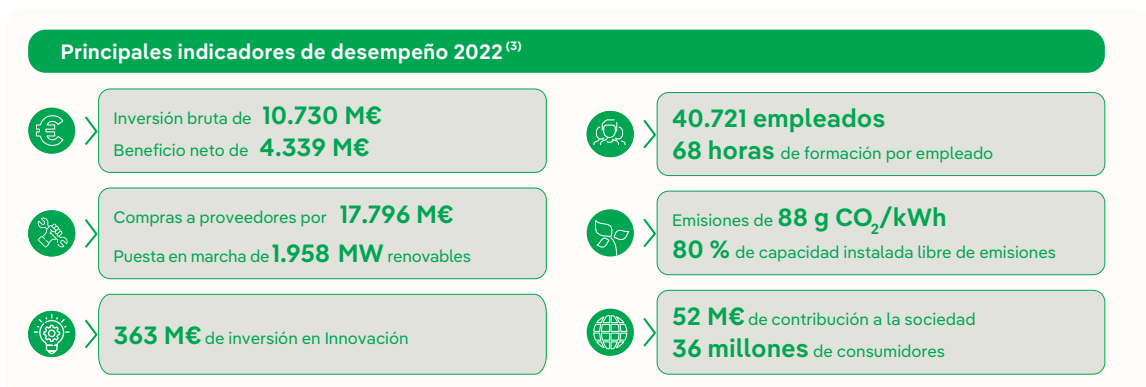 Principales indicadores de desempeño 2022 (3)
Inversión bruta de 10.730 M€
Beneficio neto de 4.339 M€
Compras a proveedores por 17.796 M€
Puesta en marcha de 1.958 MW renovables
363 M€ de inversión en Innovación
40.721 empleados
68 horas de formación por empleado
Emisiones de 88 g CO₂/kWh
80 % de capacidad instalada libre de emisiones
52 M€ de contribución a la sociedad
36 millones de consumidores